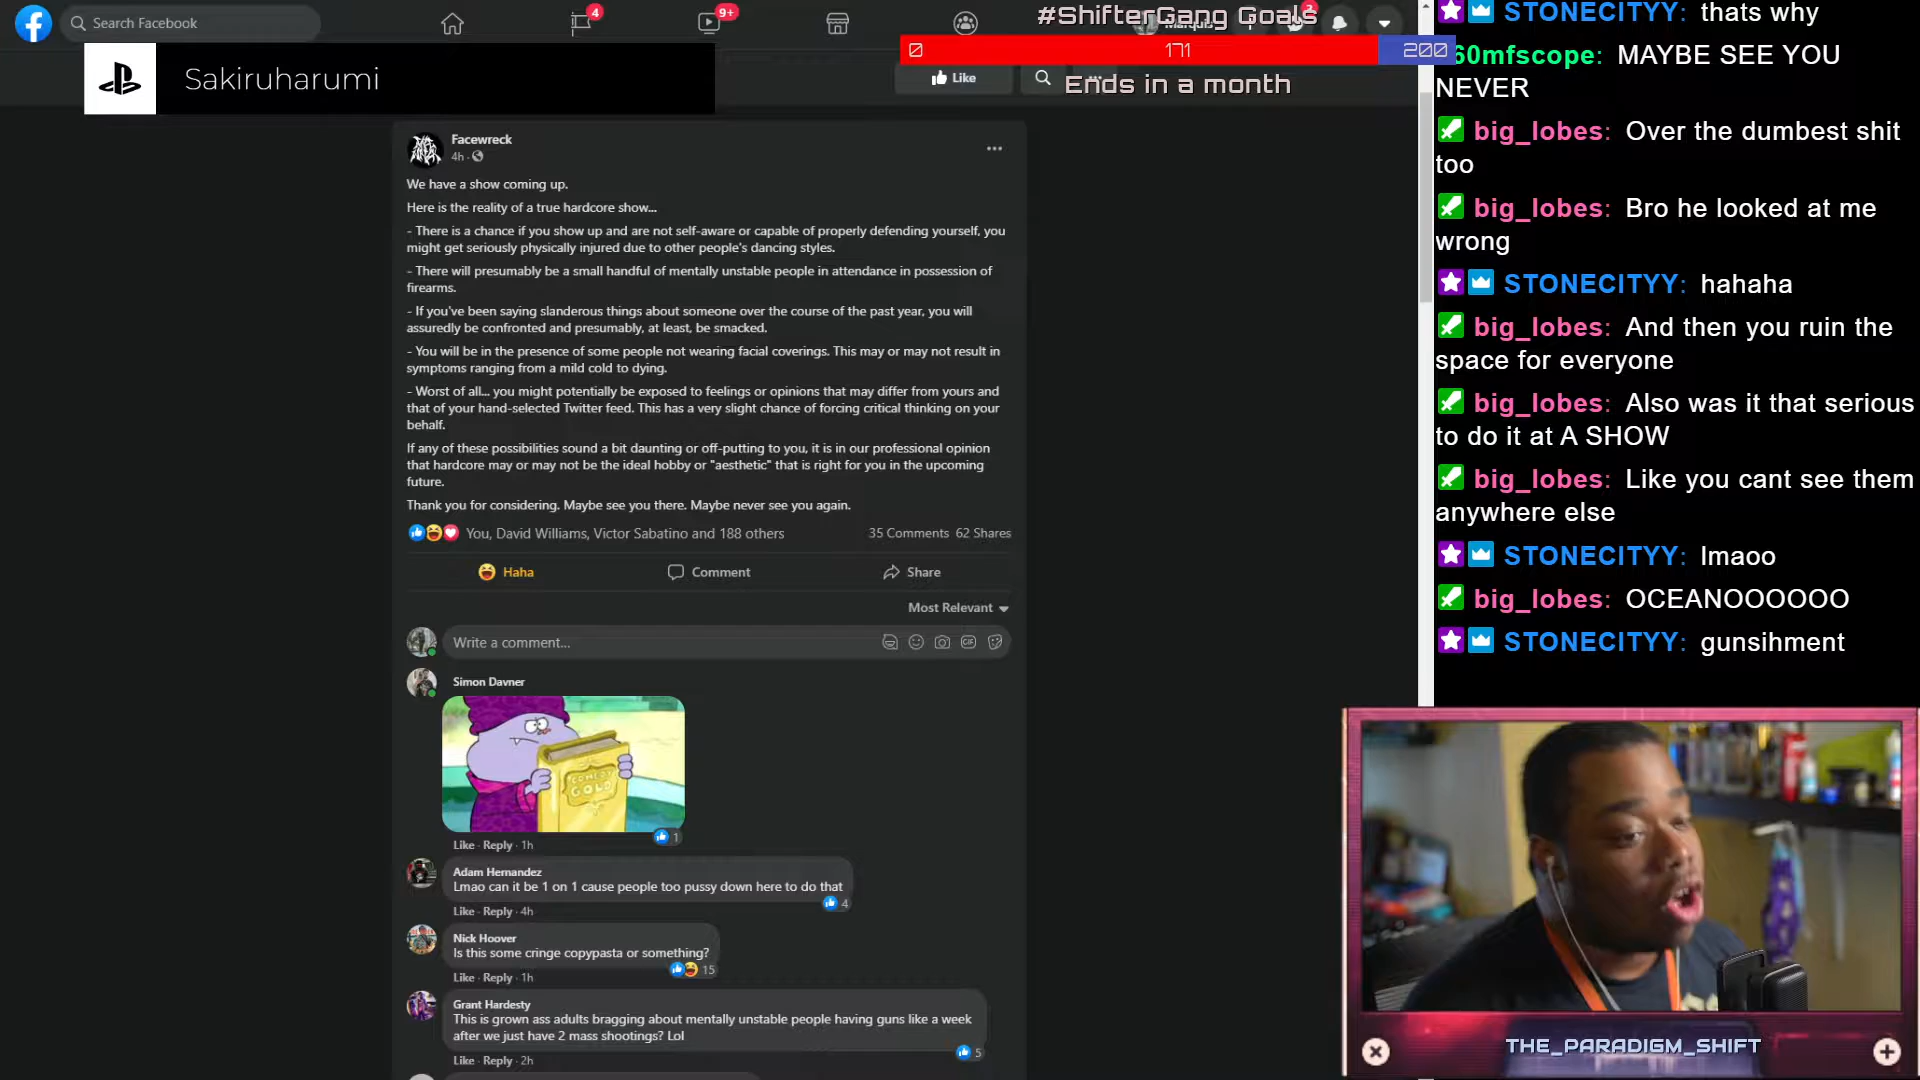 Search Facebook
4
9+
#ShifterGang Goals
0 171 200
Ends in a month
Sakiruharumi
Like
Facewreck
4h ·
We have a show coming up.
Here is the reality of a true hardcore show...
- There is a chance if you show up and are not self-aware or capable of properly defending yourself, you
might get seriously physically injured due to other people's dancing styles.
- There will presumably be a small handful of mentally unstable people in attendance in possession of
firearms.
- If you've been saying slanderous things about someone over the course of the past year, you will
assuredly be confronted and presumably, at least, be smacked.
- You will be in the presence of some people not wearing facial coverings. This may or may not result in
symptoms ranging from a mild cold to dying.
- Worst of all... you might potentially be exposed to feelings or opinions that may differ from yours and
that of your hand-selected Twitter feed. This has a very slight chance of forcing critical thinking on your
behalf.
If any of these possibilities sound a bit daunting or off-putting to you, it is in our professional opinion
that hardcore may or may not be the ideal hobby or "aesthetic" that is right for you in the upcoming
future.
Thank you for considering. Maybe see you there. Maybe never see you again.
You, David Williams, Victor Sabatino and 188 others 35 Comments 62 Shares
Haha Comment Share
Most Relevant
Write a comment...
GIF
Simon Davner
COMEDY
GOLD
1
Like · Reply · 1h
Adam Hernandez
Lmao can it be 1 on 1 cause people too pussy down here to do that
4
Like · Reply · 4h
Nick Hoover
Is this some cringe copypasta or something?
15
Like · Reply · 1h
Grant Hardesty
This is grown ass adults bragging about mentally unstable people having guns like a week
after we just have 2 mass shootings? Lol
5
Like · Reply · 2h
STONECITYY: thats why
60mfscope: MAYBE SEE YOU
NEVER
big_lobes: Over the dumbest shit
too
big_lobes: Bro he looked at me
wrong
STONECITYY: hahaha
big_lobes: And then you ruin the
space for everyone
big_lobes: Also was it that serious
to do it at A SHOW
big_lobes: Like you cant see them
anywhere else
STONECITYY: lmaoo
big_lobes: OCEANOOOOOO
STONECITYY: gunsihment
THE_PARADIGM_SHIFT